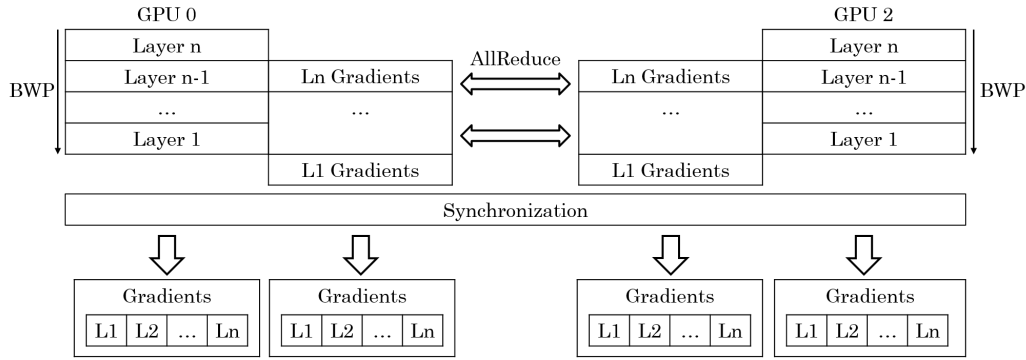 GPU 0 GPU 2
Layer n Layer n
AllReduce
Layer n-1 Ln Gradients Ln Gradients Layer n-1
BWP BWP
... ... ... ...
Layer 1 Layer 1
L1 Gradients L1 Gradients
Synchronization
Gradients Gradients Gradients Gradients
L1 L2 ... Ln L1 L2 ... Ln L1 L2 ... Ln L1 L2 ... Ln